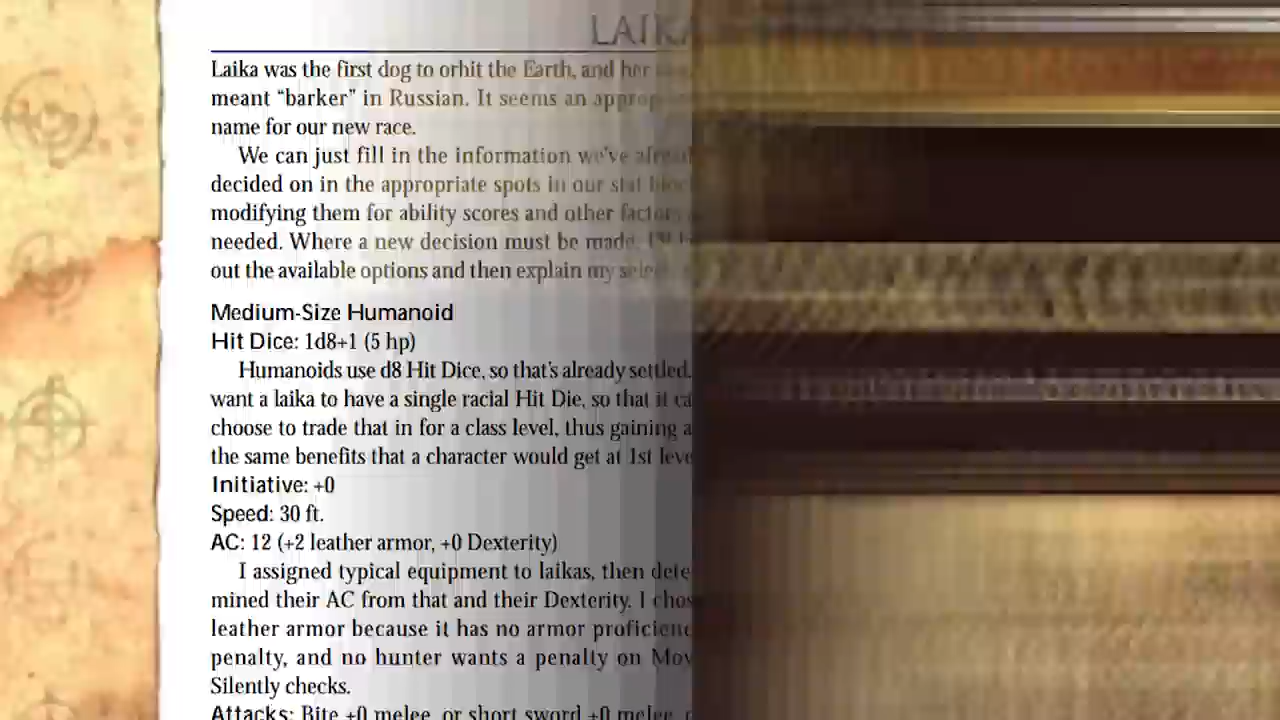 LAIKA
Laika was the first dog to orbit the Earth, and her
meant “barker” in Russian. It seems an approp
name for our new race.
We can just fill in the information we've alread
decided on in the appropriate spots in our stat block
modifying them for ability scores and other factors
needed. Where a new decision must be made, I'll
out the available options and then explain my
Medium-Size Humanoid
Hit Dice: 1d8+1 (5 hp)
Humanoids use d8 Hit Dice, so that's already settled.
want a laika to have a single racial Hit Die, so that it ca
choose to trade that in for a class level, thus gaining a
the same benefits that a character would get at 1st leve
Initiative: +0
Speed: 30 ft.
AC: 12 (+2 leather armor, +0 Dexterity)
I assigned typical equipment to laikas, then dete
mined their AC from that and their Dexterity. I chos
leather armor because it has no armor proficienc
penalty, and no hunter wants a penalty on Mov
Silently checks.
Attacks: Bite +0 melee, or short sword +0 melee,